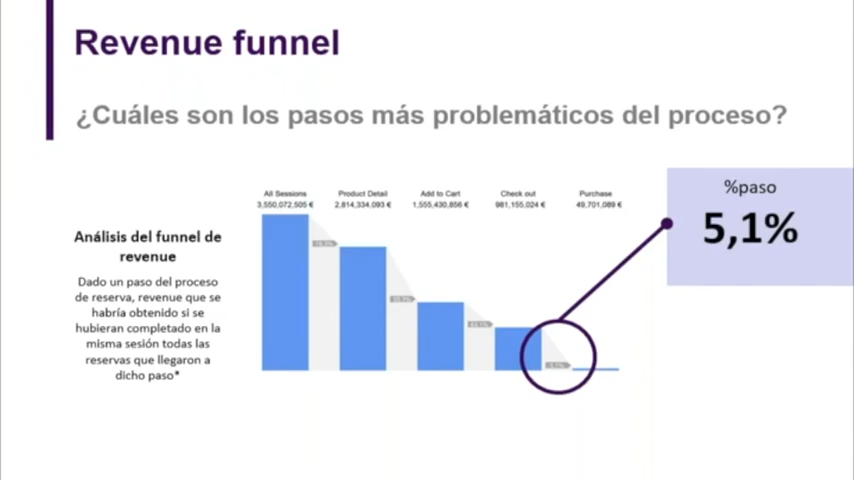 Revenue funnel
¿Cuáles son los pasos más problemáticos del proceso?
%paso
5,1%
All Sessions
3,550,072,505 €
Product Detail
2,814,334,093 €
Add to Cart
1,555,430,856 €
Check out
981,155,024 €
Purchase
49,701,089 €
Análisis del funnel de
revenue
Dado un paso del proceso
de reserva, revenue que se
habría obtenido si se
hubieran completado en la
misma sesión todas las
reservas que llegaron a
dicho paso*